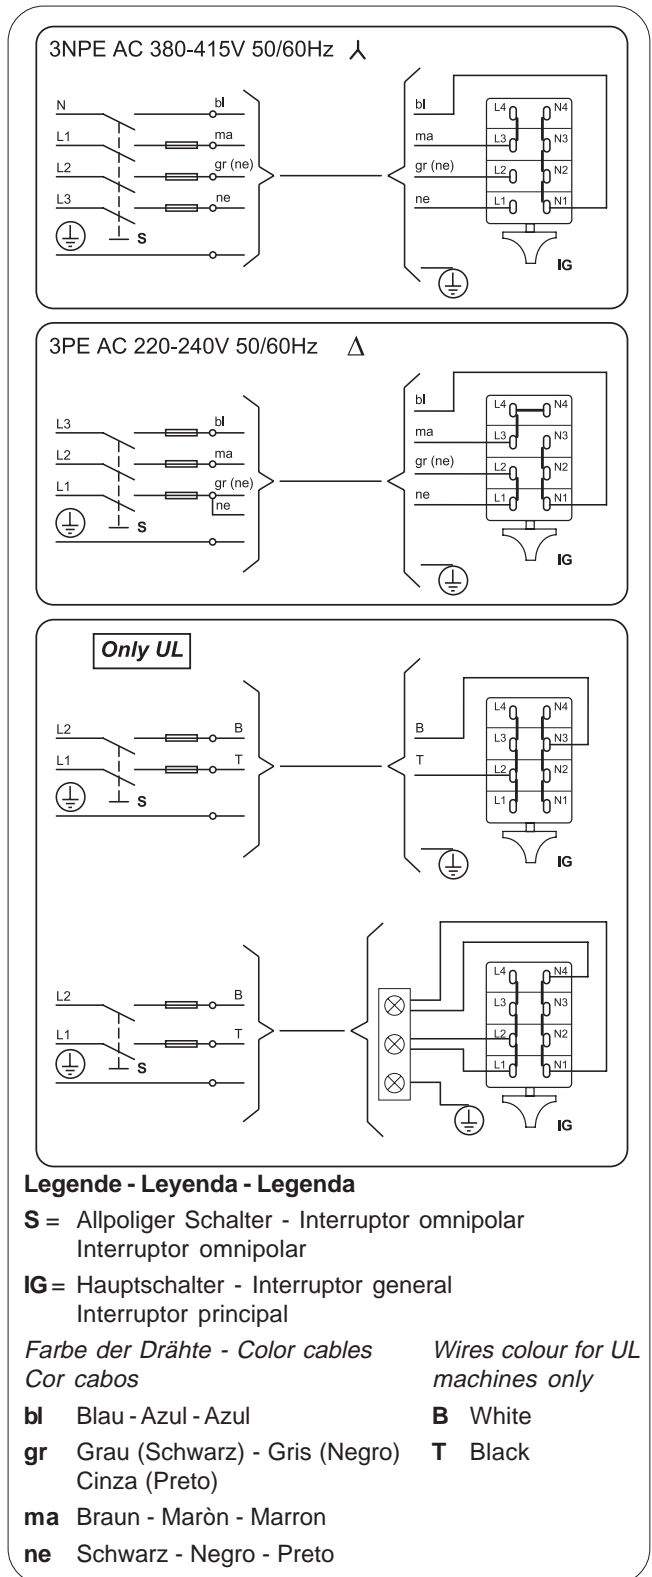 3NPE AC 380-415V 50/60Hz
N bl bl L4 N4
L1 ma ma L3 N3
L2 gr (ne) gr (ne) L2 N2
L3 ne ne L1 N1
S
IG
3PE AC 220-240V 50/60Hz Δ
L3 bl bl L4 N4
L2 ma ma L3 N3
L1 gr (ne) gr (ne) L2 N2
ne ne L1 N1
S
IG
Only UL
L2 B B L4 N4
L1 T T L3 N3
L2 N2
S L1 N1
IG
L2 B L4 N4
L3 N3
L1 T L2 N2
S L1 N1
IG
Legende - Leyenda - Legenda
S = Allpoliger Schalter - Interruptor omnipolar
Interruptor omnipolar
IG = Hauptschalter - Interruptor general
Interruptor principal
Farbe der Drähte - Color cables
Cor cabos
bl Blau - Azul - Azul
gr Grau (Schwarz) - Gris (Negro)
Cinza (Preto)
ma Braun - Maròn - Marron
ne Schwarz - Negro - Preto
Wires colour for UL
machines only
B White
T Black